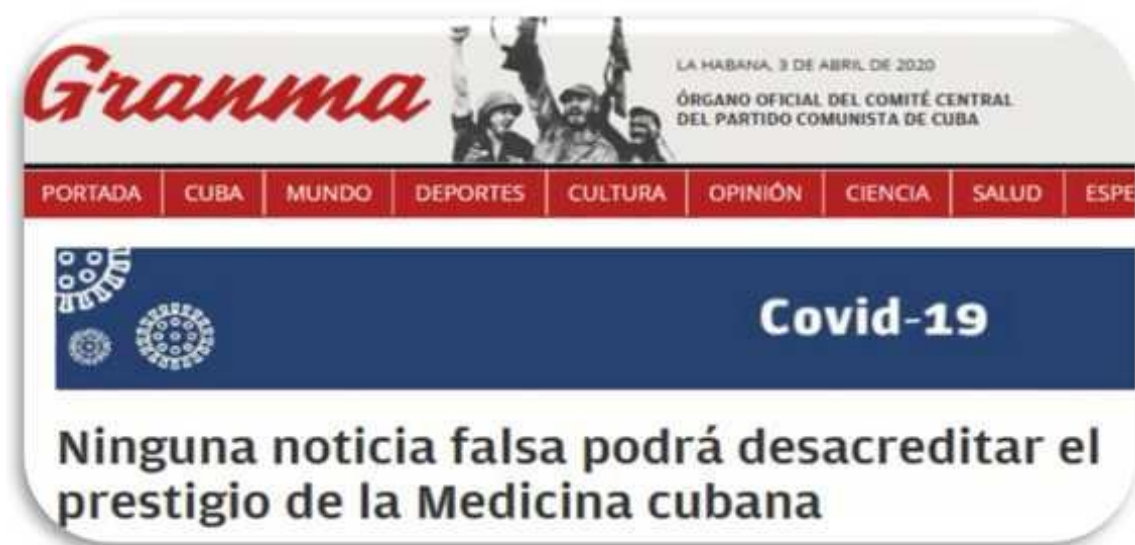 Granma
LA HABANA, 3 DE ABRIL DE 2020
ÓRGANO OFICIAL DEL COMITÉ CENTRAL
DEL PARTIDO COMUNISTA DE CUBA
PORTADA CUBA MUNDO DEPORTES CULTURA OPINIÓN CIENCIA SALUD ESPE
Covid-19
Ninguna noticia falsa podrá desacreditar el
prestigio de la Medicina cubana